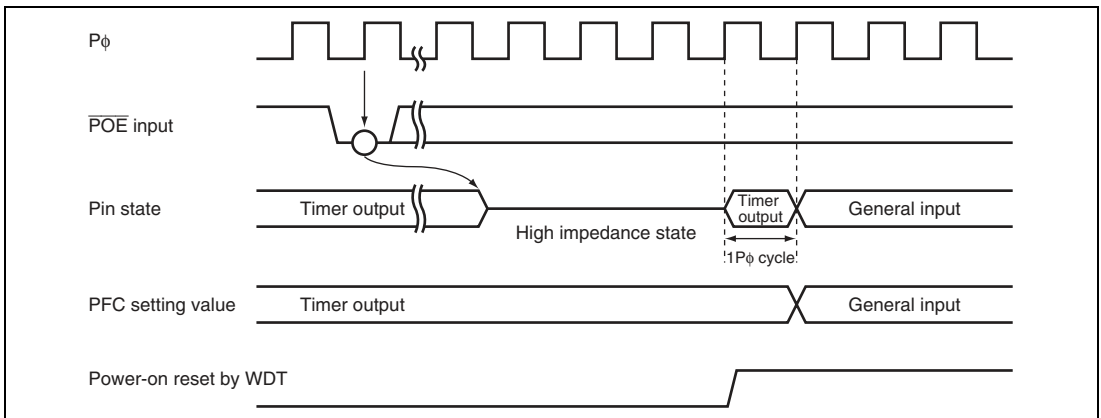 Pϕ
POE input
Pin state
Timer output
High impedance state
Timer
output
General input
1Pϕ cycle
PFC setting value
Timer output
General input
Power-on reset by WDT